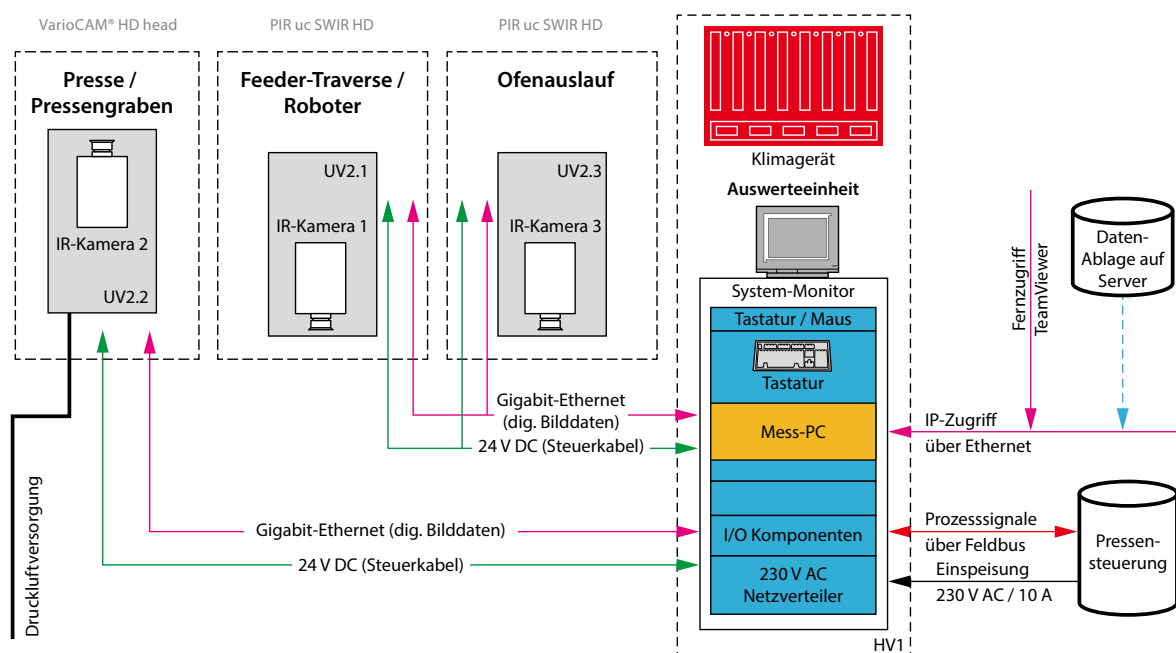 VarioCAM® HD head
PIR uc SWIR HD
PIR uc SWIR HD
Presse /
Pressengraben
Feeder-Traverse /
Roboter
Ofenauslauf
IR-Kamera 2
UV2.2
UV2.1
IR-Kamera 1
UV2.3
IR-Kamera 3
Klimagerät
Auswerteeinheit
System-Monitor
Tastatur / Maus
Tastatur
Mess-PC
I/O Komponenten
230 V AC
Netzverteiler
HV1
Gigabit-Ethernet
(dig. Bilddaten)
24 V DC (Steuerkabel)
Gigabit-Ethernet (dig. Bilddaten)
24 V DC (Steuerkabel)
Druckluftversorgung
Fernzugriff
TeamViewer
Daten-
Ablage auf
Server
IP-Zugriff
über Ethernet
Prozesssignale
über Feldbus
Einspeisung
230 V AC / 10 A
Pressen-
steuerung